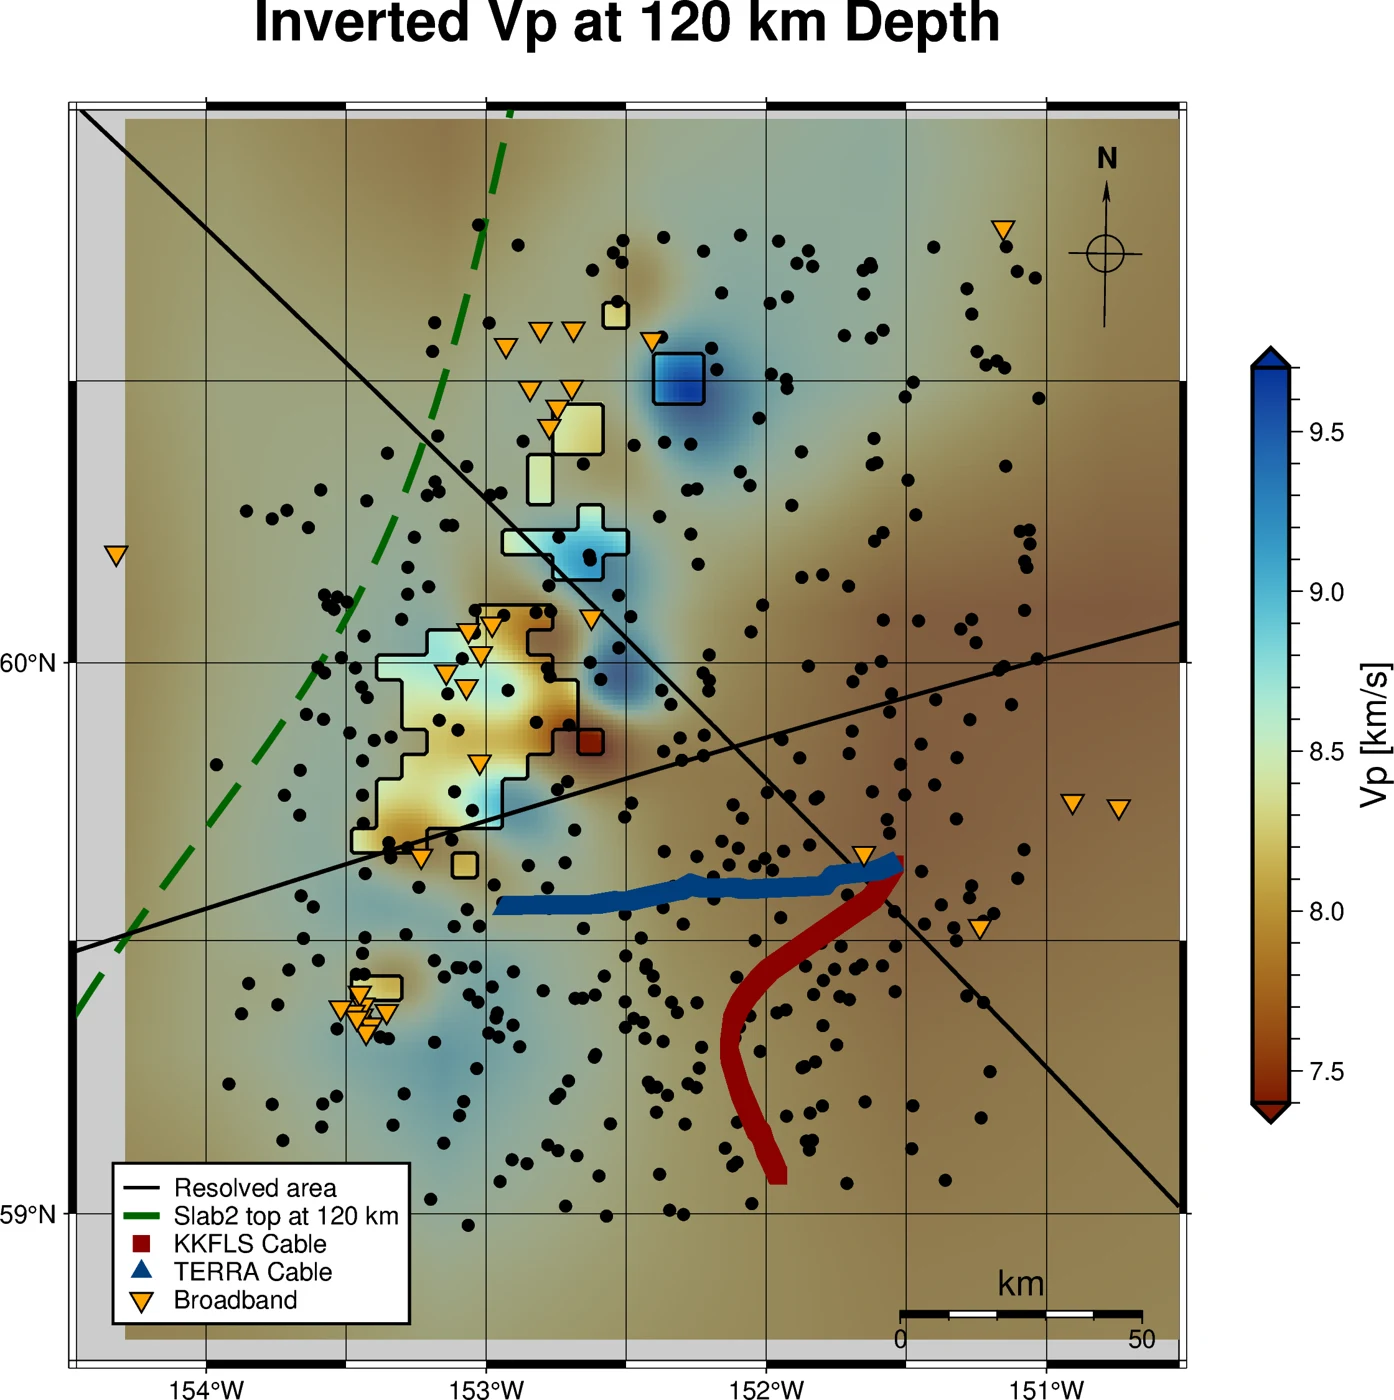 Inverted Vp at 120 km Depth
N
9.5
9.0
8.5
8.0
7.5
Vp [km/s]
60°N
59°N
Resolved area
Slab2 top at 120 km
KKFLS Cable
TERRA Cable
Broadband
km
0 50
154°W 153°W 152°W 151°W